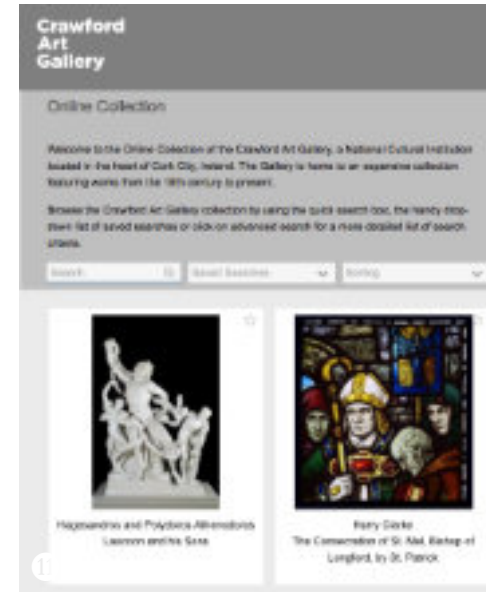 Crawford
Art
Gallery
Online Collection
Welcome to the Online Collection of the Crawford Art Gallery, a National Cultural Institution
located in the heart of Cork City, Ireland. The Gallery is home to an expansive collection
featuring works from the 18th century to present.
Browse the Crawford Art Gallery collection by using the quick search box, the handy drop-
down list of saved searches or click on advanced search for a more detailed list of search
criteria.
Search
Saved Searches
Sorting
and Polydoros
Laocoon and his Sons
Harry Clarke
The Consecration of St. Mel, Bishop of
Longford, by St. Patrick
1